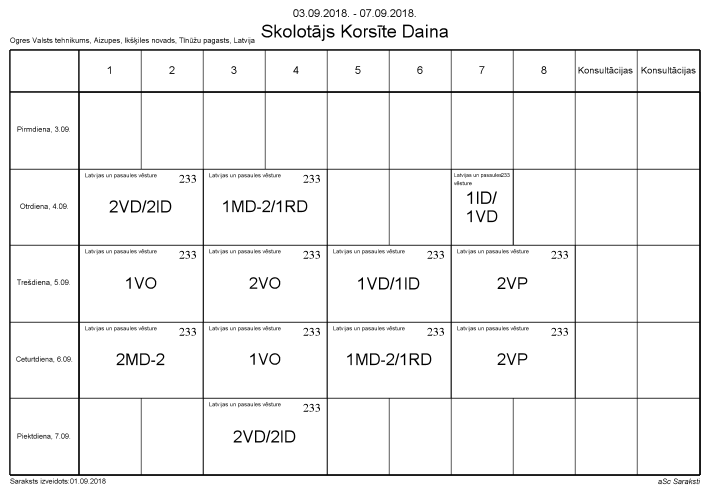 03.09.2018. - 07.09.2018.
Ogres Valsts tehnikums, Aizupes, Ikšķiles novads, Tīnūžu pagasts, Latvija
Skolotājs Korsīte Daina
1 2 3 4 5 6 7 8 Konsultācijas Konsultācijas
Pirmdiena, 3.09.
Otrdiena, 4.09.
Latvijas un pasaules vēsture 233
2VD/2ID
Latvijas un pasaules vēsture 233
1MD-2/1RD
Latvijas un pasaules 233
vēsture
1ID/
1VD
Trešdiena, 5.09.
Latvijas un pasaules vēsture 233
1VO
Latvijas un pasaules vēsture 233
2VO
Latvijas un pasaules vēsture 233
1VD/1ID
Latvijas un pasaules vēsture 233
2VP
Ceturtdiena, 6.09.
Latvijas un pasaules vēsture 233
2MD-2
Latvijas un pasaules vēsture 233
1VO
Latvijas un pasaules vēsture 233
1MD-2/1RD
Latvijas un pasaules vēsture 233
2VP
Piektdiena, 7.09.
Latvijas un pasaules vēsture 233
2VD/2ID
Saraksts izveidots:01.09.2018
aSc Saraksti